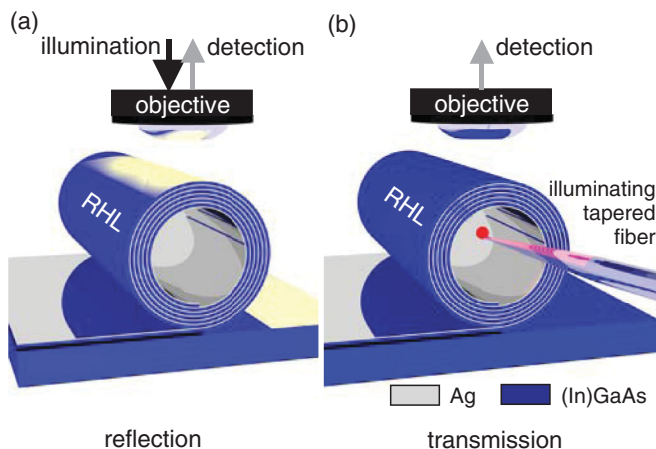 (a)
illumination
detection
objective
RHL
reflection
(b)
detection
objective
RHL
illuminating
tapered
fiber
Ag
(In)GaAs
transmission